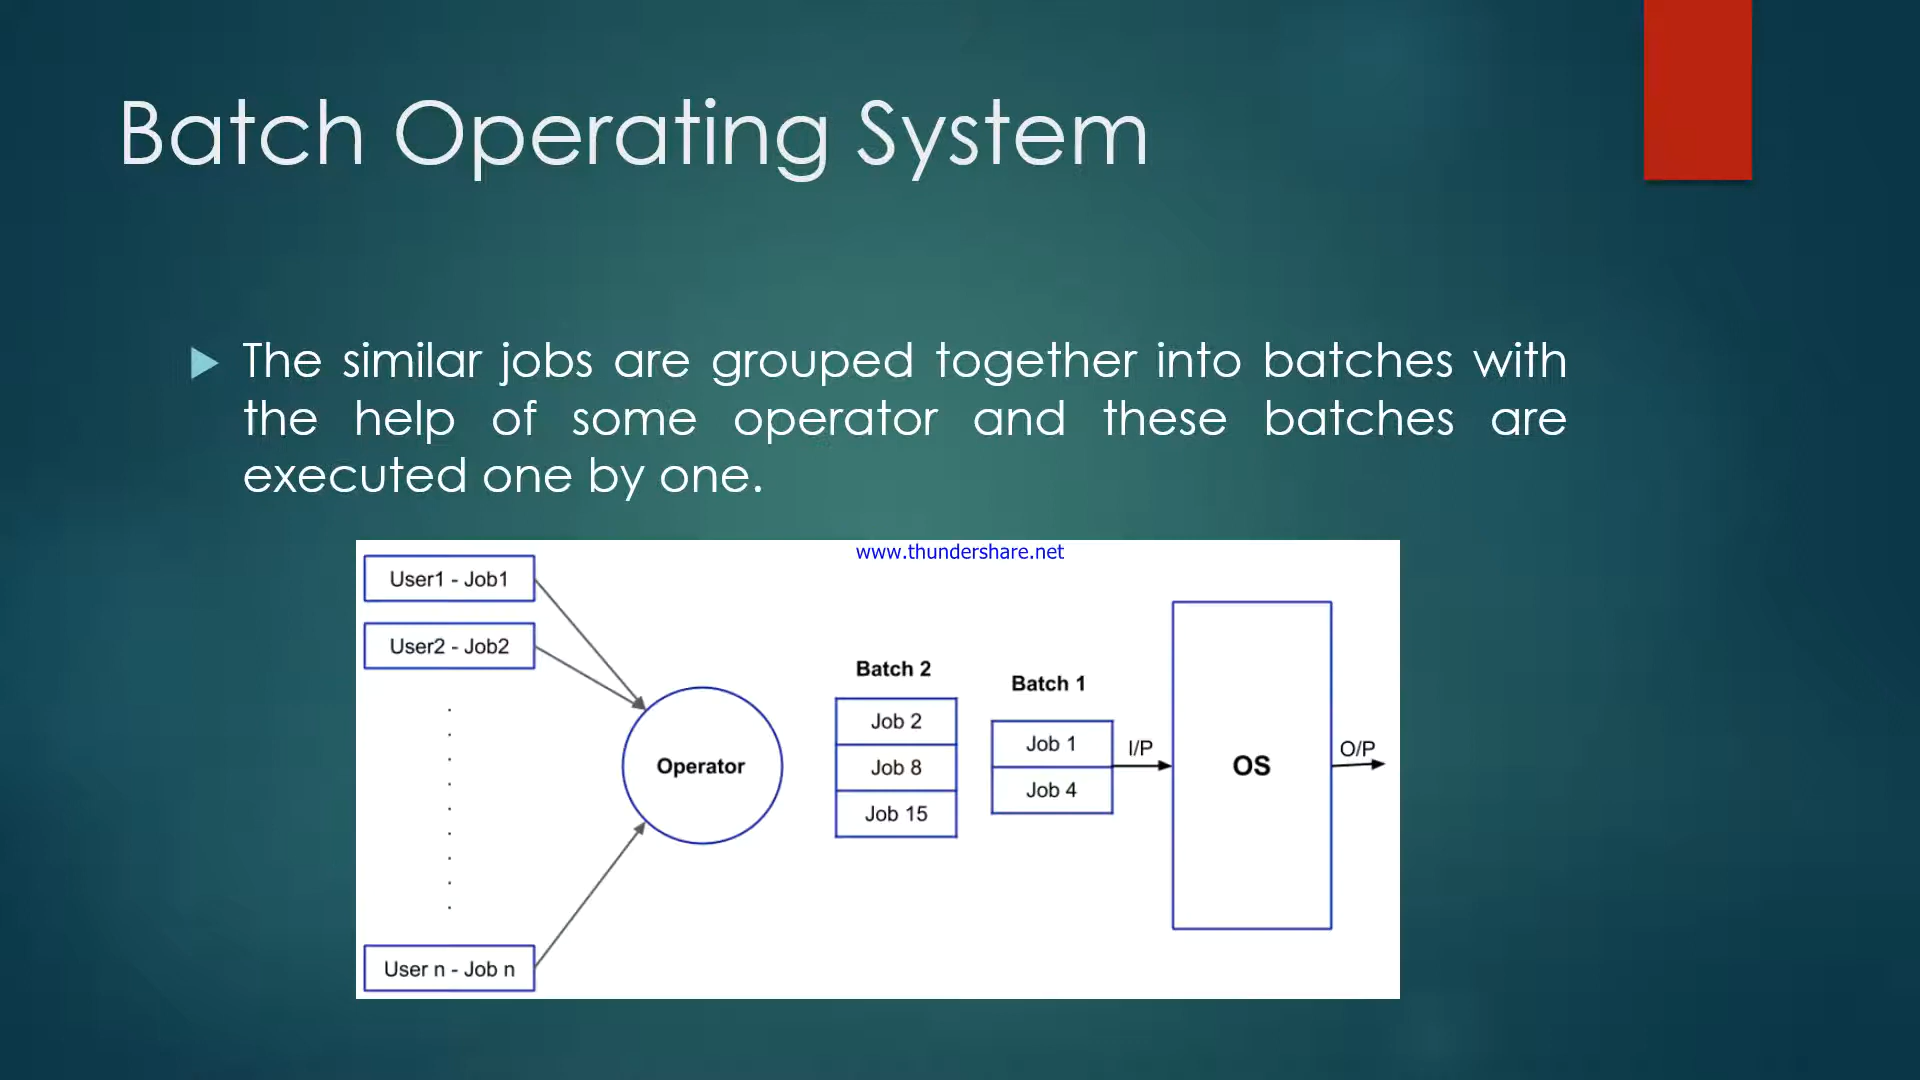 Batch Operating System
The similar jobs are grouped together into batches with
the help of some operator and these batches are
executed one by one.
www.thundershare.net
User1 - Job1
User2 - Job2
User n - Job n
Operator
Batch 2
Job 2
Job 8
Job 15
Batch 1
Job 1
Job 4
I/P
OS
O/P